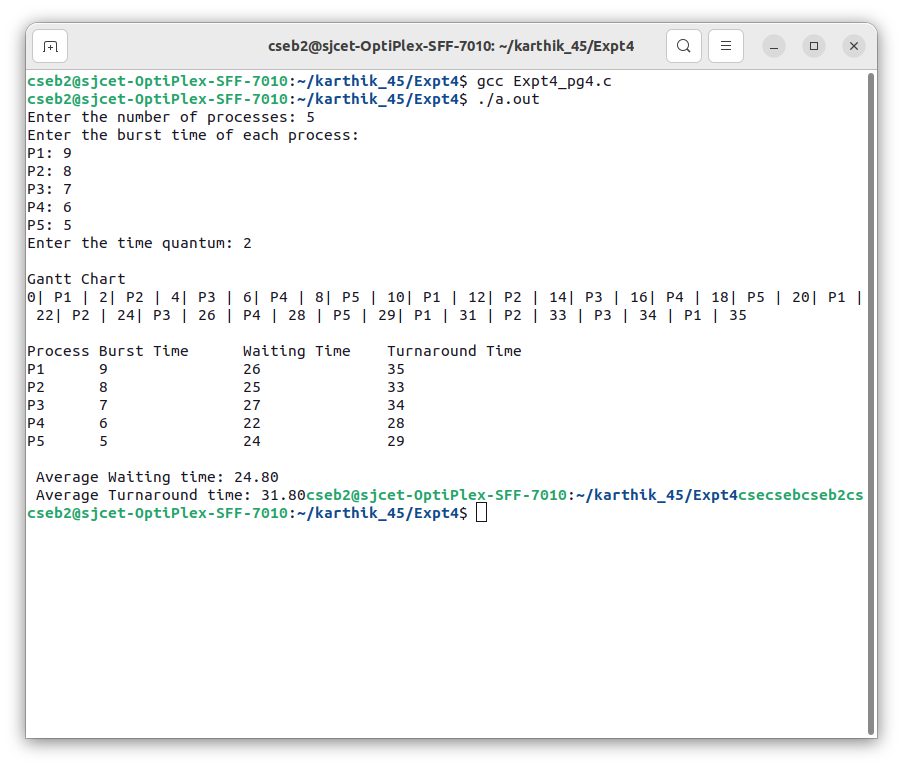 cseb2@sjcet-OptiPlex-SFF-7010: ~/karthik_45/Expt4
cseb2@sjcet-OptiPlex-SFF-7010:~/karthik_45/Expt4$ gcc Expt4_pg4.c
cseb2@sjcet-OptiPlex-SFF-7010:~/karthik_45/Expt4$ ./a.out
Enter the number of processes: 5
Enter the burst time of each process:
P1: 9
P2: 8
P3: 7
P4: 6
P5: 5
Enter the time quantum: 2
Gantt Chart
0| P1 | 2| P2 | 4| P3 | 6| P4 | 8| P5 | 10| P1 | 12| P2 | 14| P3 | 16| P4 | 18| P5 | 20| P1 |
22| P2 | 24| P3 | 26 | P4 | 28 | P5 | 29| P1 | 31 | P2 | 33 | P3 | 34 | P1 | 35
Process Burst Time      Waiting Time    Turnaround Time
P1      9               26              35
P2      8               25              33
P3      7               27              34
P4      6               22              28
P5      5               24              29
Average Waiting time: 24.80
Average Turnaround time: 31.80cseb2@sjcet-OptiPlex-SFF-7010:~/karthik_45/Expt4csecsebcseb2cs
cseb2@sjcet-OptiPlex-SFF-7010:~/karthik_45/Expt4$